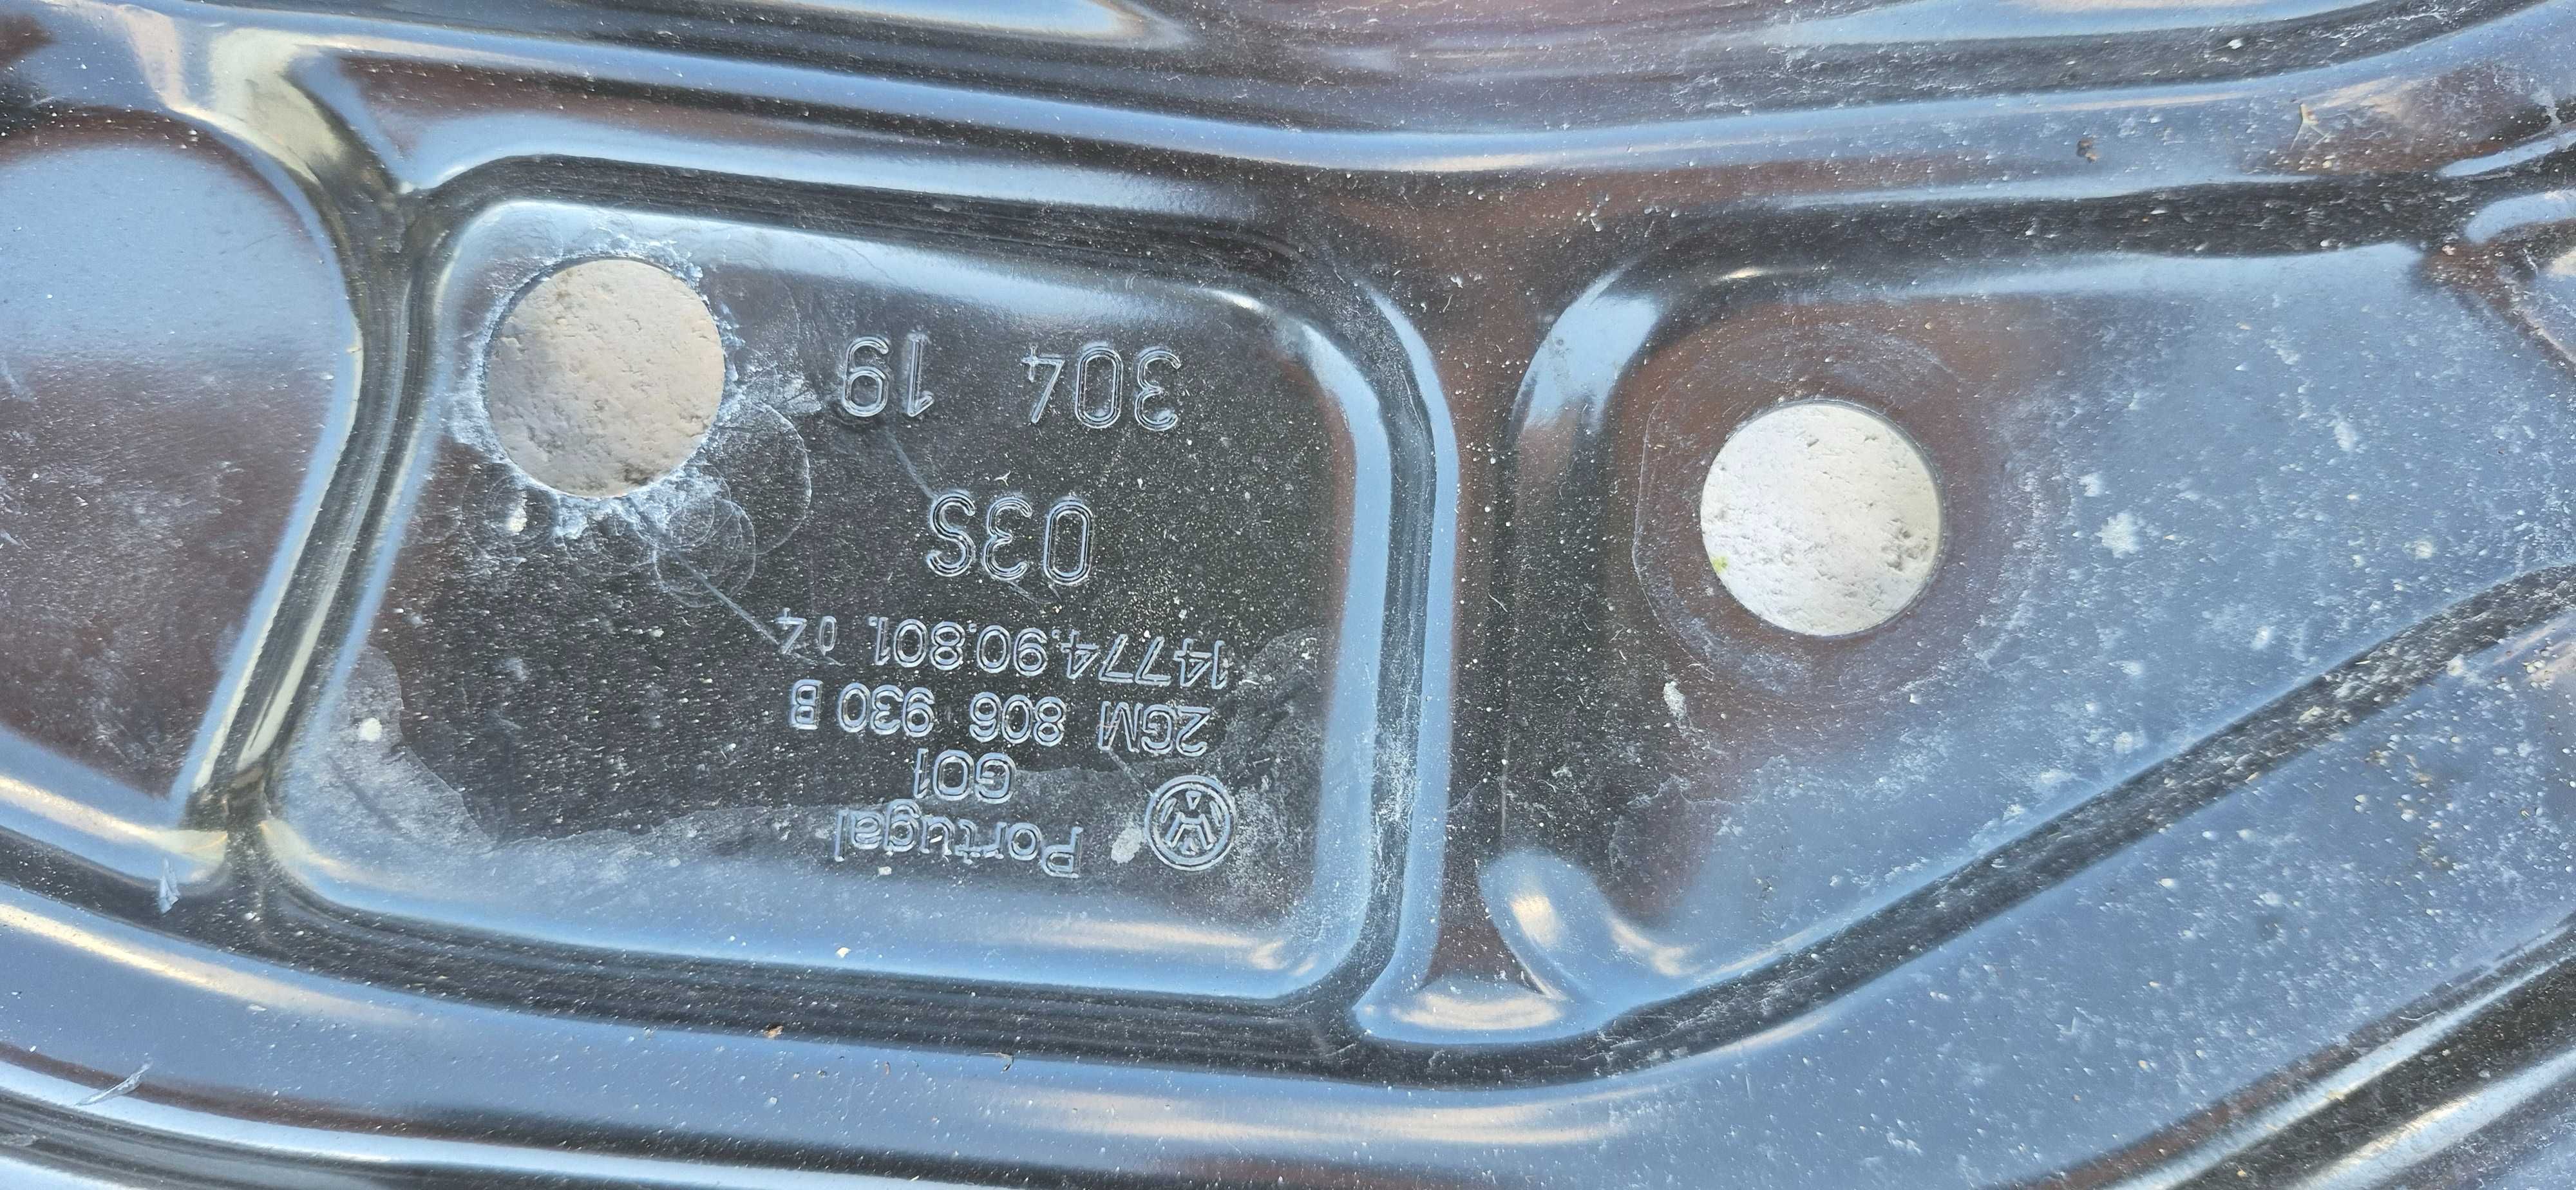 Portugal
G01
2GM 806 930 B
14774.90.801. 04
03S
304 19